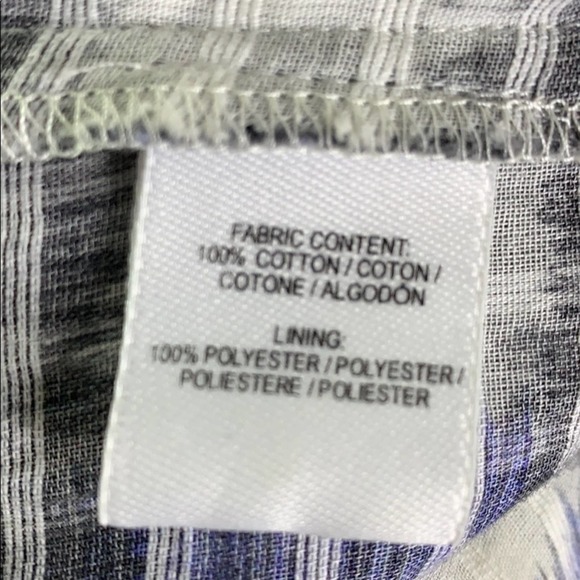 FABRIC CONTENT:
100% COTTON / COTON /
COTONE / ALGODÓN
LINING:
100% POLYESTER / POLYESTER /
POLIESTERE / POLIESTER